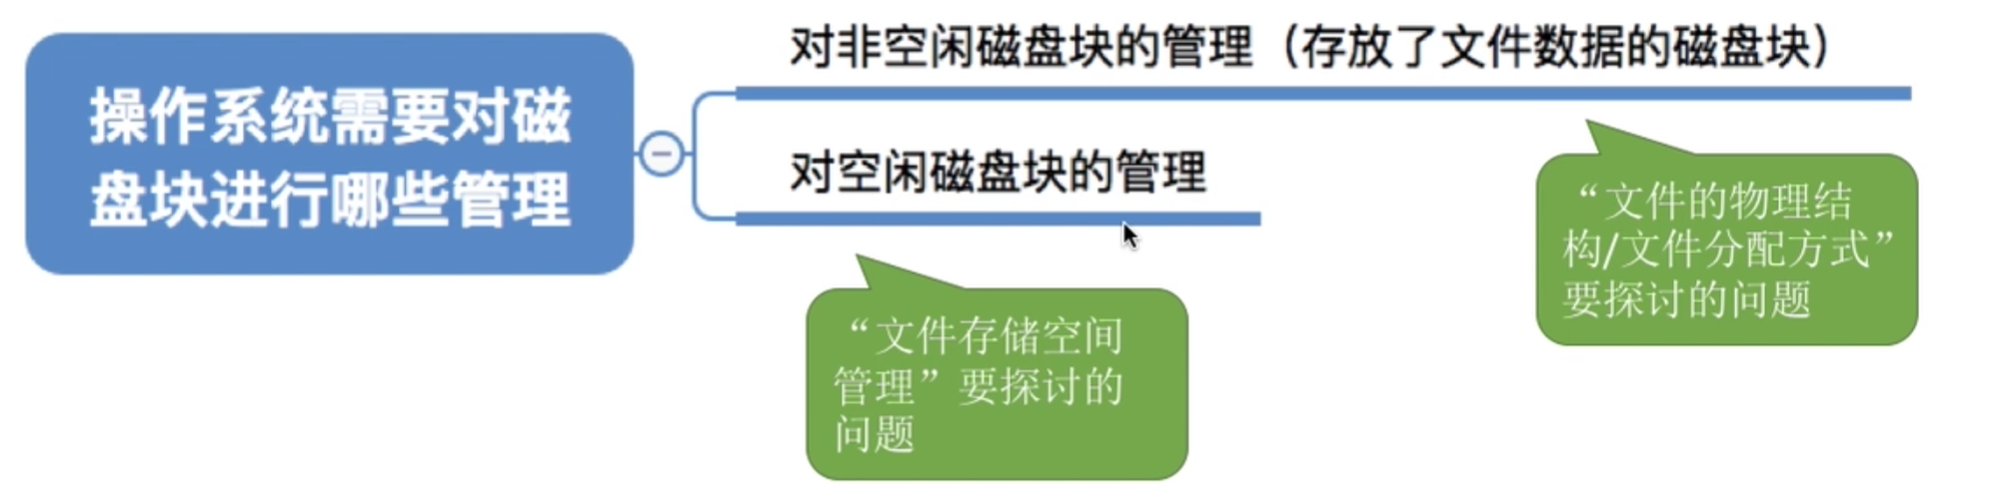 操作系统需要对磁
盘块进行哪些管理
对非空闲磁盘块的管理（存放了文件数据的磁盘块）
对空闲磁盘块的管理
“文件的物理结
构/文件分配方式”
要探讨的问题
“文件存储空间
管理”要探讨的
问题